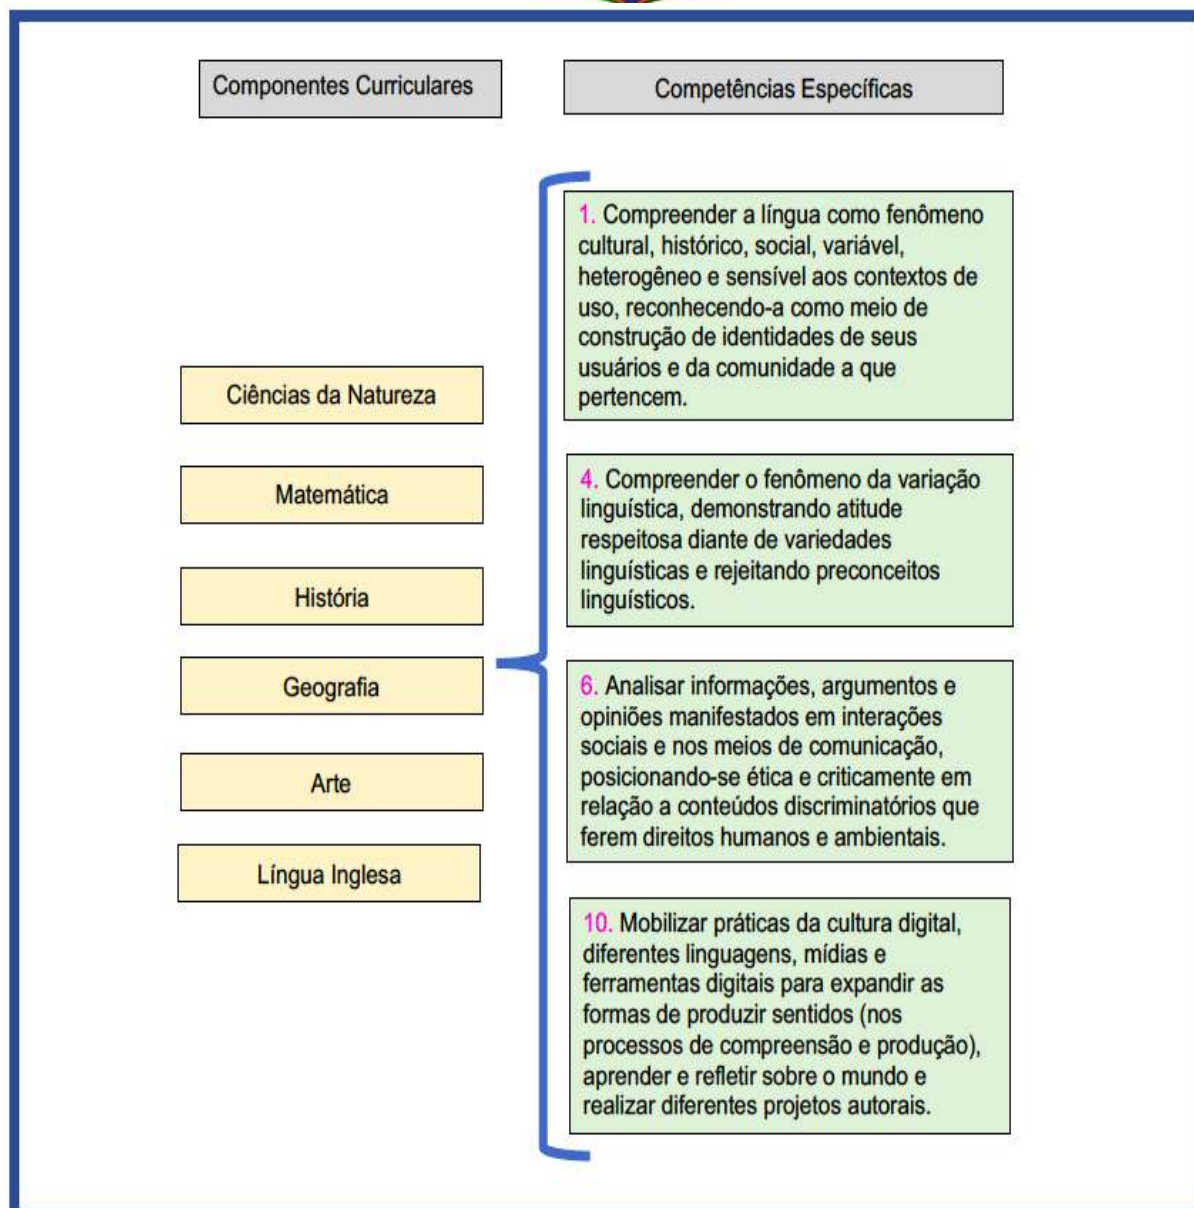 Componentes Curriculares
Competências Específicas
Ciências da Natureza
Matemática
História
Geografia
Arte
Língua Inglesa
1. Compreender a língua como fenômeno
cultural, histórico, social, variável,
heterogêneo e sensível aos contextos de
uso, reconhecendo-a como meio de
construção de identidades de seus
usuários e da comunidade a que
pertencem.
4. Compreender o fenômeno da variação
linguística, demonstrando atitude
respeitosa diante de variedades
linguísticas e rejeitando preconceitos
linguísticos.
6. Analisar informações, argumentos e
opiniões manifestados em interações
sociais e nos meios de comunicação,
posicionando-se ética e criticamente em
relação a conteúdos discriminatórios que
ferem direitos humanos e ambientais.
10. Mobilizar práticas da cultura digital,
diferentes linguagens, mídias e
ferramentas digitais para expandir as
formas de produzir sentidos (nos
processos de compreensão e produção),
aprender e refletir sobre o mundo e
realizar diferentes projetos autorais.